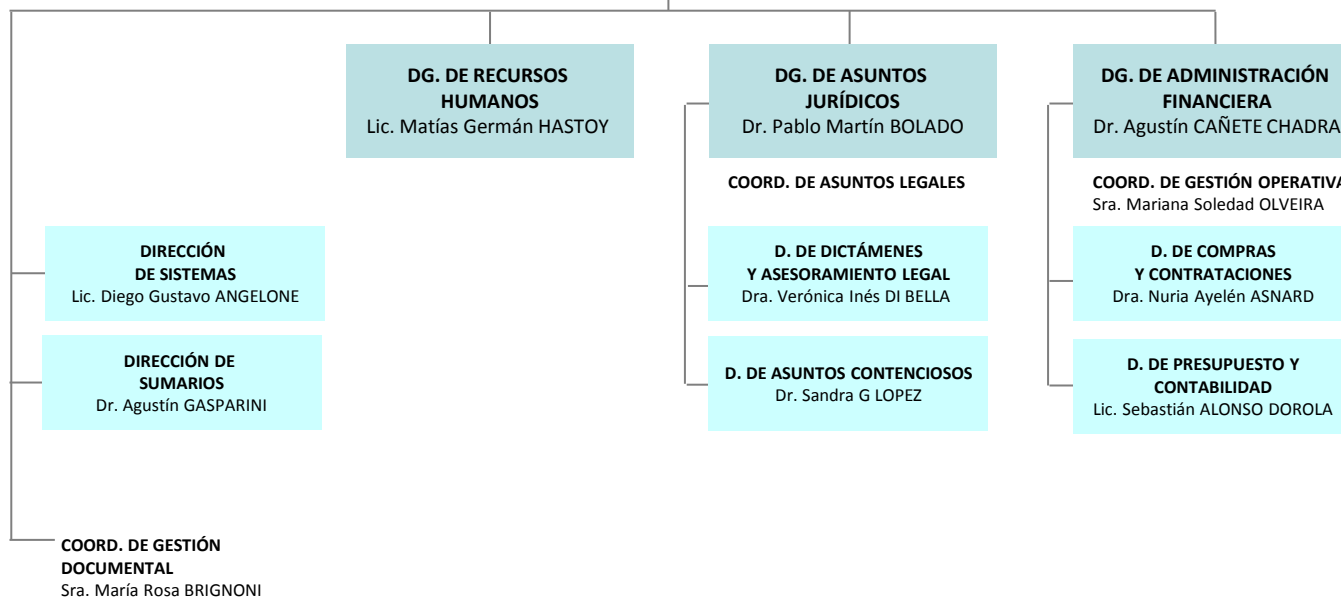 DG. DE RECURSOS
HUMANOS
Lic. Matías Germán HASTOY
DG. DE ASUNTOS
JURÍDICOS
Dr. Pablo Martín BOLADO
DG. DE ADMINISTRACIÓN
FINANCIERA
Dr. Agustín CAÑETE CHADRA
COORD. DE ASUNTOS LEGALES
COORD. DE GESTIÓN OPERATIVA
Sra. Mariana Soledad OLVEIRA
DIRECCIÓN
DE SISTEMAS
Lic. Diego Gustavo ANGELONE
D. DE DICTÁMENES
Y ASESORAMIENTO LEGAL
Dra. Verónica Inés DI BELLA
D. DE COMPRAS
Y CONTRATACIONES
Dra. Nuria Ayelén ASNARD
DIRECCIÓN DE
SUMARIOS
Dr. Agustín GASPARINI
D. DE ASUNTOS CONTENCIOSOS
Dr. Sandra G LOPEZ
D. DE PRESUPUESTO Y
CONTABILIDAD
Lic. Sebastián ALONSO DOROLA
COORD. DE GESTIÓN
DOCUMENTAL
Sra. María Rosa BRIGNONI